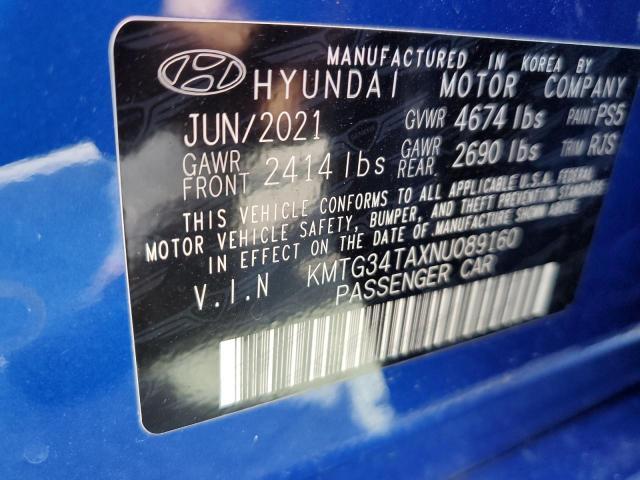 MANUFACTURED IN KOREA BY
HYUNDAI MOTOR COMPANY
JUN/2021 GVWR 4674 lbs PAINT PS5
GAWR FRONT 2414 lbs GAWR REAR 2690 lbs TRIM RJS
THIS VEHICLE CONFORMS TO ALL APPLICABLE U.S.A. FEDERAL
MOTOR VEHICLE SAFETY, BUMPER, AND THEFT PREVENTION STANDARDS
IN EFFECT ON THE DATE OF MANUFACTURE SHOWN ABOVE.
V.I.N KMTG34TAXNU089160
PASSENGER CAR